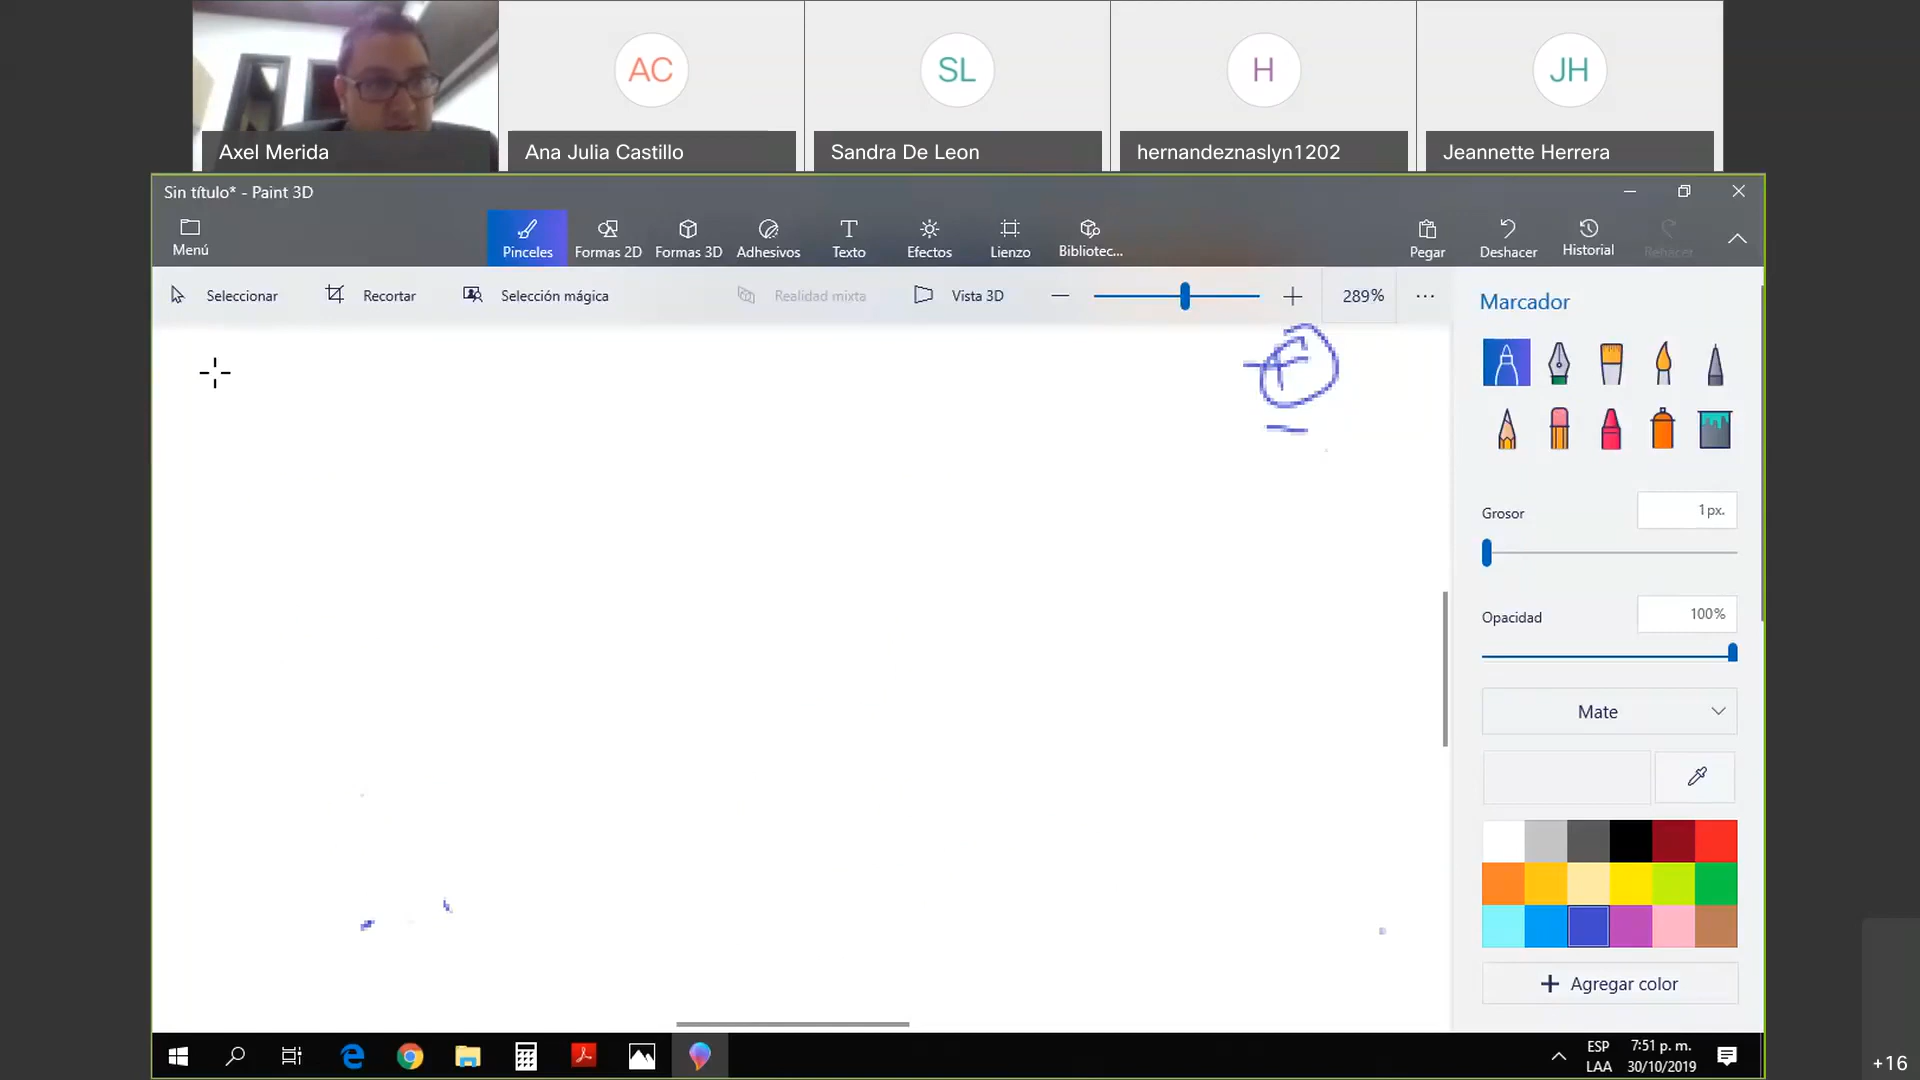 AC
SL
H
JH
Axel Merida
Ana Julia Castillo
Sandra De Leon
hernandeznaslyn1202
Jeannette Herrera
Sin título* - Paint 3D
Menú
Pinceles
Formas 2D
Formas 3D
Adhesivos
Texto
Efectos
Lienzo
Bibliotec...
Pegar
Deshacer
Historial
Rehacer
Seleccionar
Recortar
Selección mágica
Realidad mixta
Vista 3D
289%
Marcador
Grosor
1px.
Opacidad
100%
Mate
Agregar color
ESP
LAA
7:51 p. m.
30/10/2019
+16